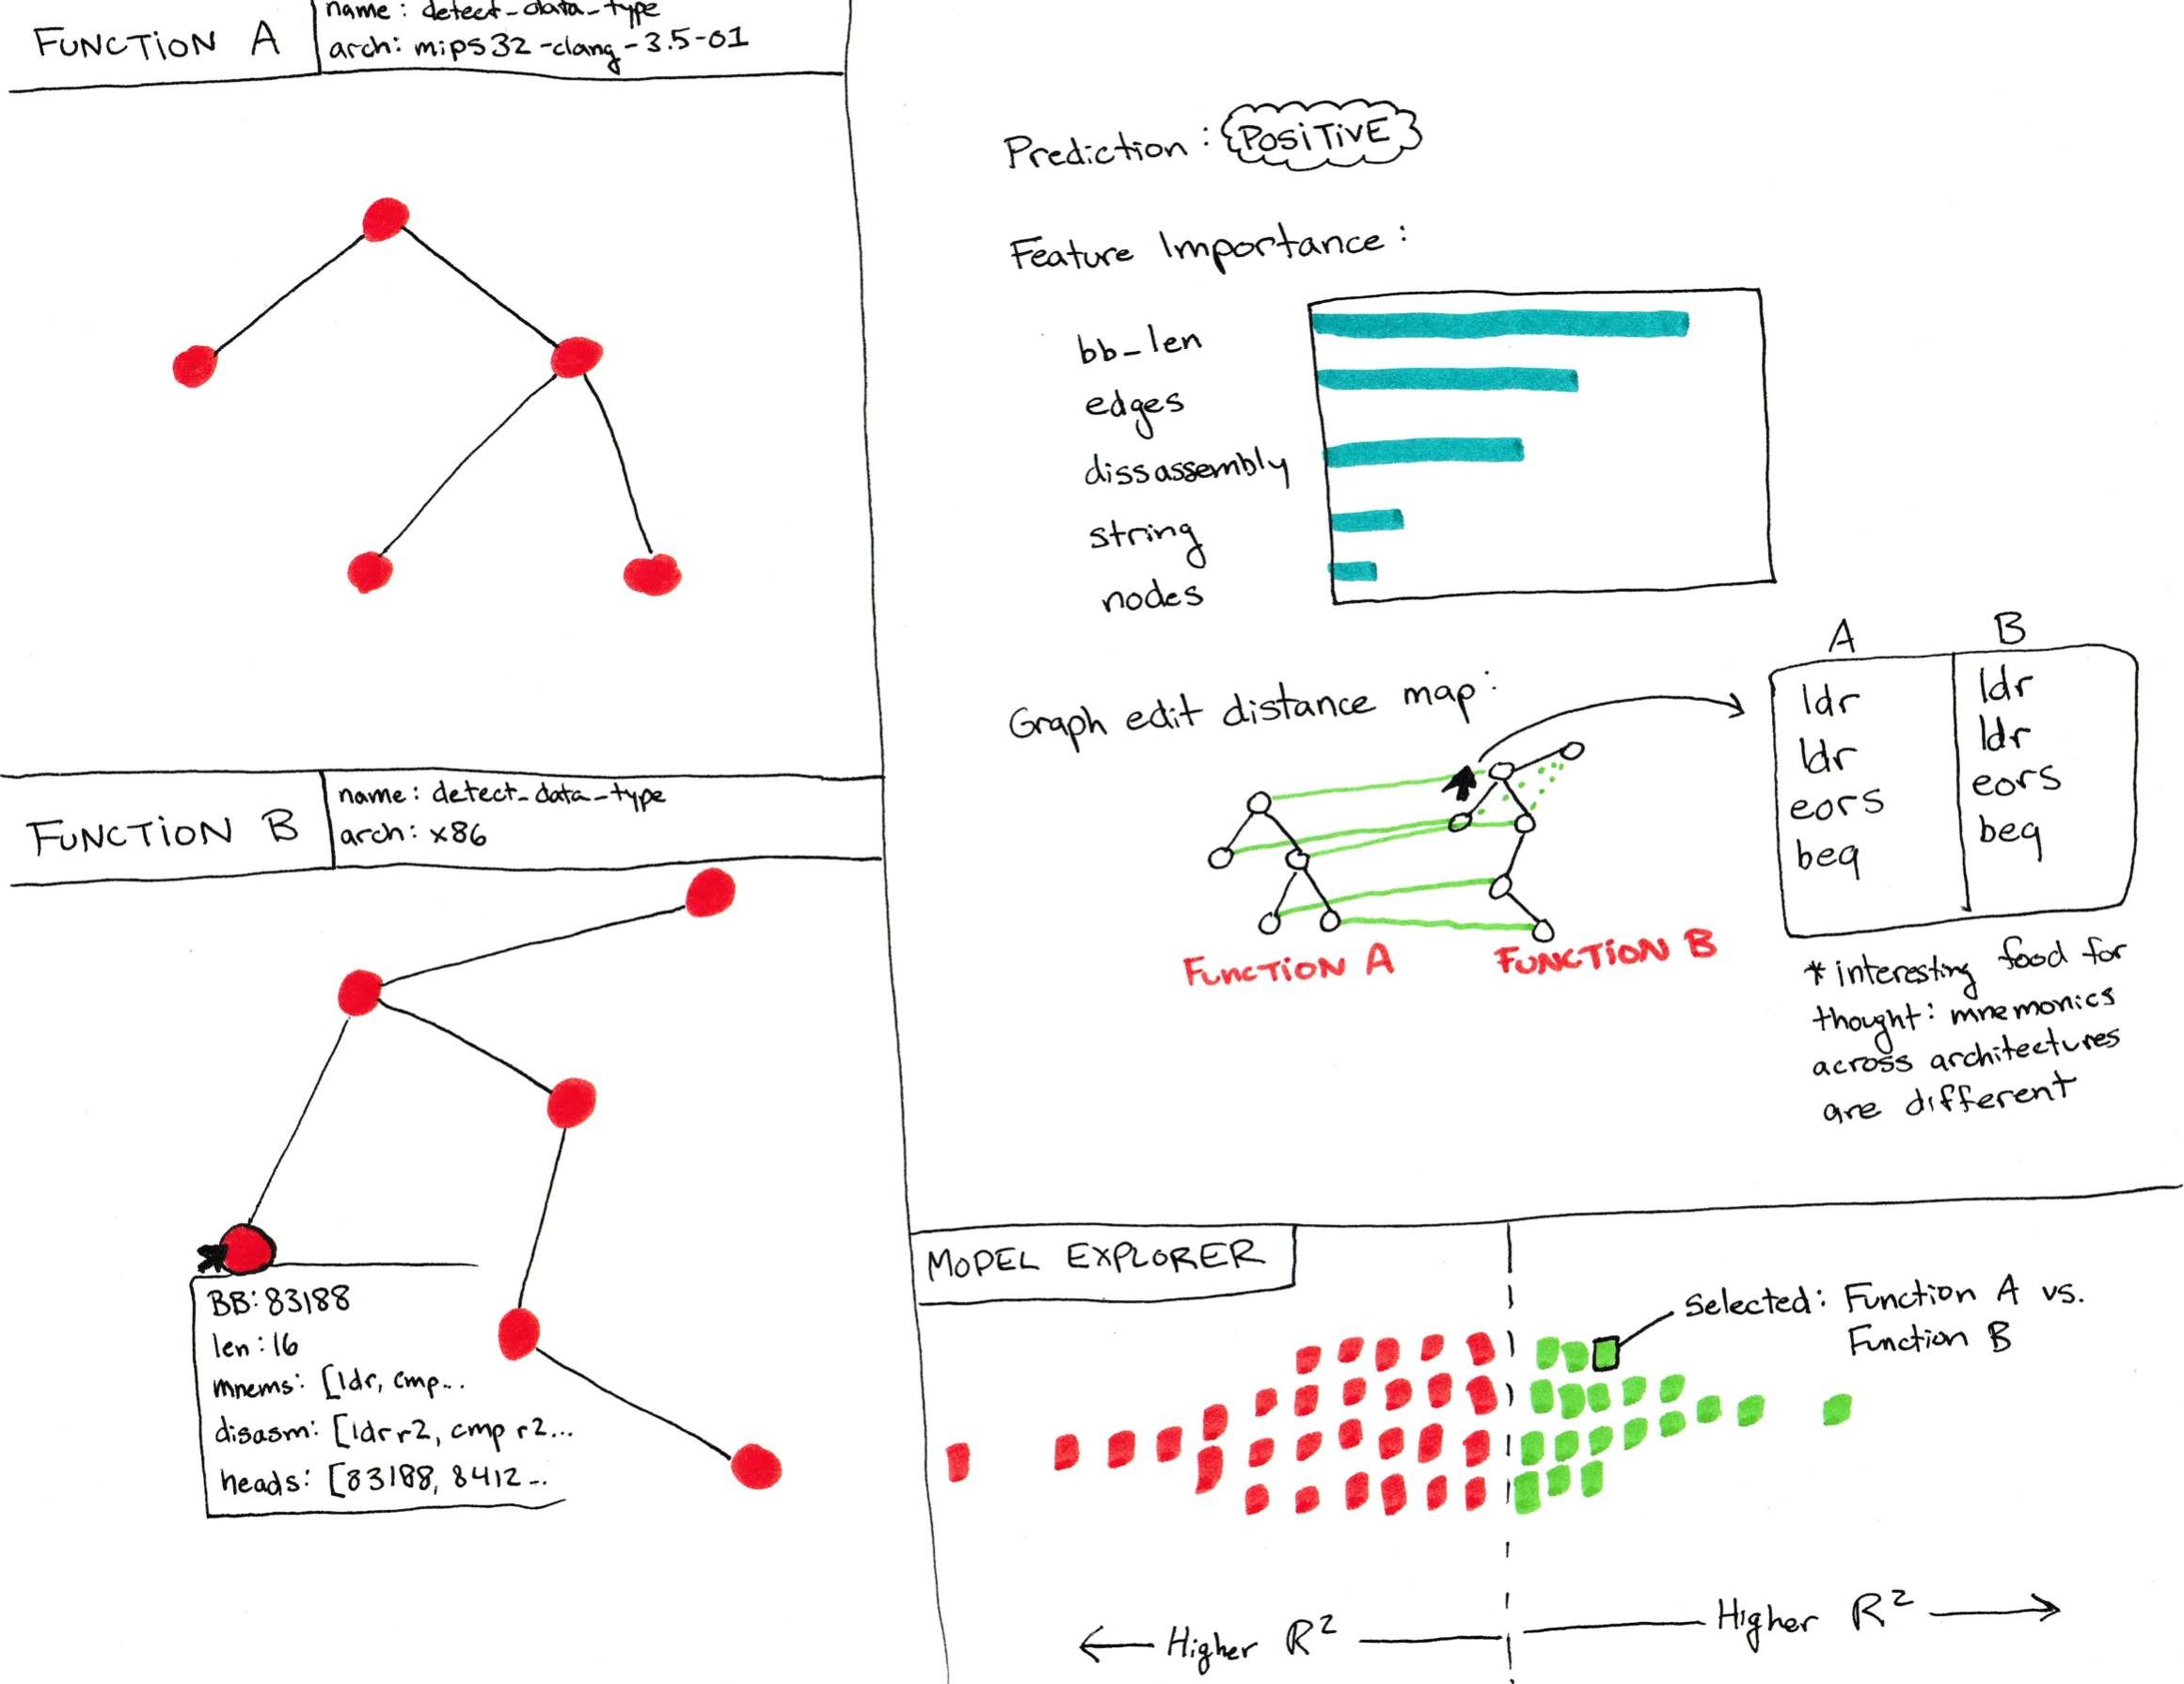 FUNCTION A
name: detect_data_type
arch: mips32-clang-3.5-O1
FUNCTION B
name: detect_data_type
arch: x86
BB: 83188
len: 16
mnems: [ldr, cmp...
disasm: [ldr r2, cmp r2...
heads: [83188, 8412...
Prediction: POSITIVE
Feature Importance:
bb_len
edges
dissassembly
string
nodes
Graph edit distance map:
FUNCTION A
FUNCTION B
A
B
ldr
ldr
eors
beq
ldr
ldr
eors
beq
* interesting food for
thought: mnemonics
across architectures
are different
MODEL EXPLORER
Selected: Function A vs.
Function B
Higher R²
Higher R²